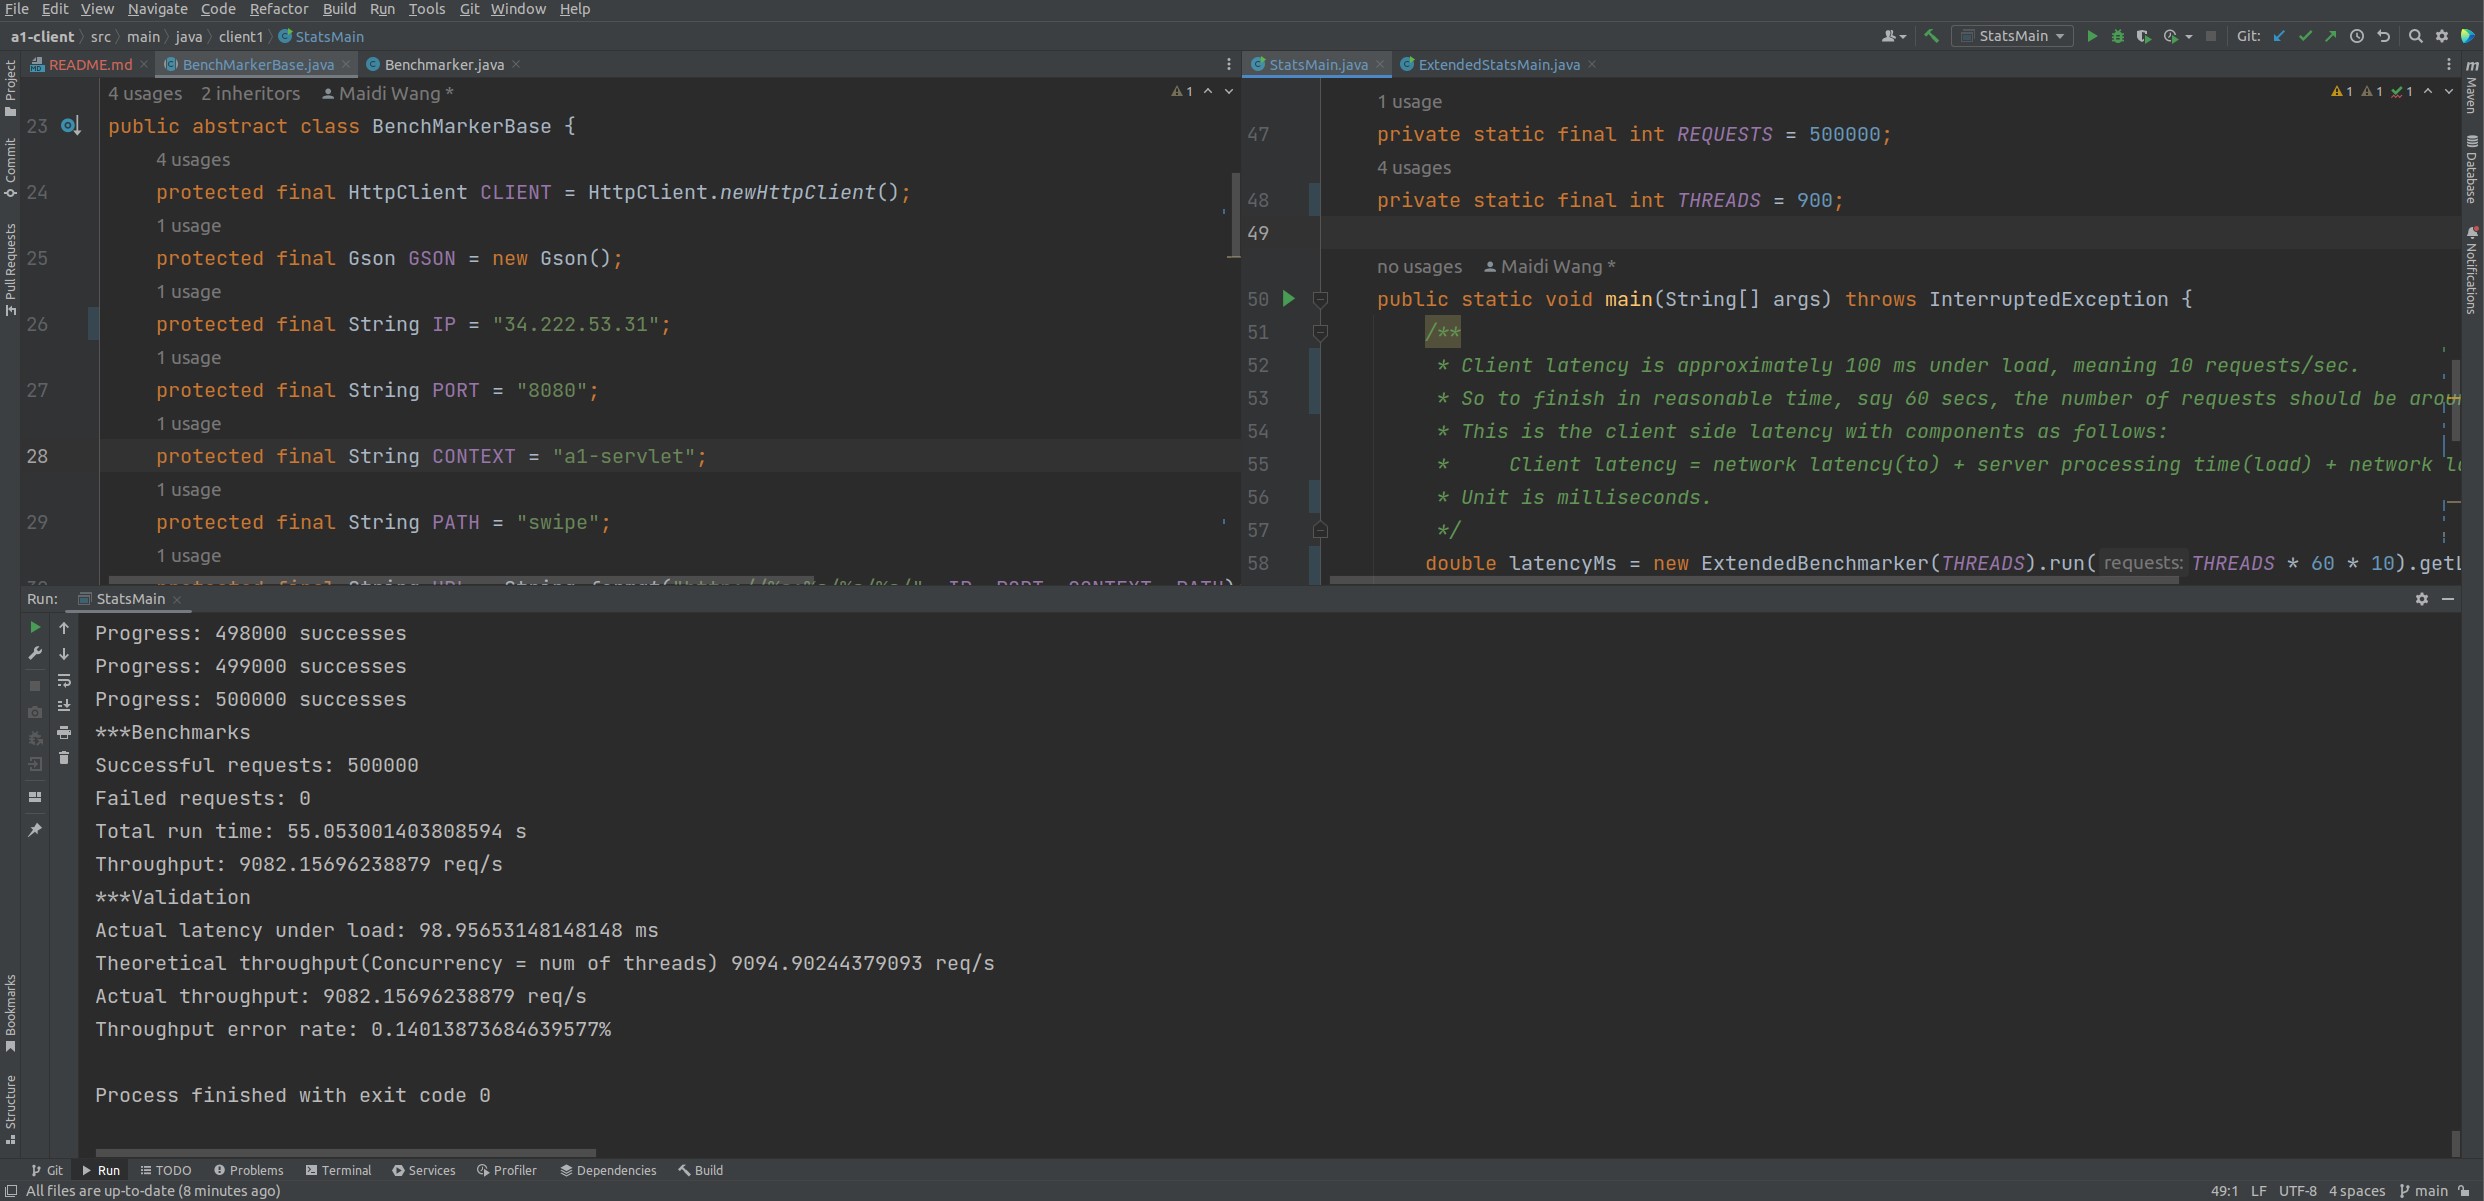 File Edit View Navigate Code Refactor Build Run Tools Git Window Help
a1-client src main java client1 StatsMain
StatsMain Git:
README.md BenchMarkerBase.java Benchmarker.java
StatsMain.java ExtendedStatsMain.java
Project
Commit
Pull Requests
Bookmarks
Structure
4 usages 2 inheritors Maidi Wang *
1
23 public abstract class BenchMarkerBase {
4 usages
24 protected final HttpClient CLIENT = HttpClient.newHttpClient();
1 usage
25 protected final Gson GSON = new Gson();
1 usage
26 protected final String IP = "34.222.53.31";
1 usage
27 protected final String PORT = "8080";
1 usage
28 protected final String CONTEXT = "a1-servlet";
1 usage
29 protected final String PATH = "swipe";
1 usage
1 1 1
1 usage
47 private static final int REQUESTS = 500000;
4 usages
48 private static final int THREADS = 900;
49
no usages Maidi Wang *
50 public static void main(String[] args) throws InterruptedException {
51 /**
52 * Client latency is approximately 100 ms under load, meaning 10 requests/sec.
53 * So to finish in reasonable time, say 60 secs, the number of requests should be
54 * This is the client side latency with components as follows:
55 * Client latency = network latency(to) + server processing time(load) + network
56 * Unit is milliseconds.
57 */
58 double latencyMs = new ExtendedBenchmarker(THREADS).run( requests: THREADS * 60 * 10).getL
Maven
Database
Notifications
Run: StatsMain
Progress: 498000 successes
Progress: 499000 successes
Progress: 500000 successes
***Benchmarks
Successful requests: 500000
Failed requests: 0
Total run time: 55.053001403808594 s
Throughput: 9082.15696238879 req/s
***Validation
Actual latency under load: 98.95653148148148 ms
Theoretical throughput(Concurrency = num of threads) 9094.90244379093 req/s
Actual throughput: 9082.15696238879 req/s
Throughput error rate: 0.14013873684639577%
Process finished with exit code 0
Git Run TODO Problems Terminal Services Profiler Dependencies Build
All files are up-to-date (8 minutes ago)
49:1 LF UTF-8 4 spaces main